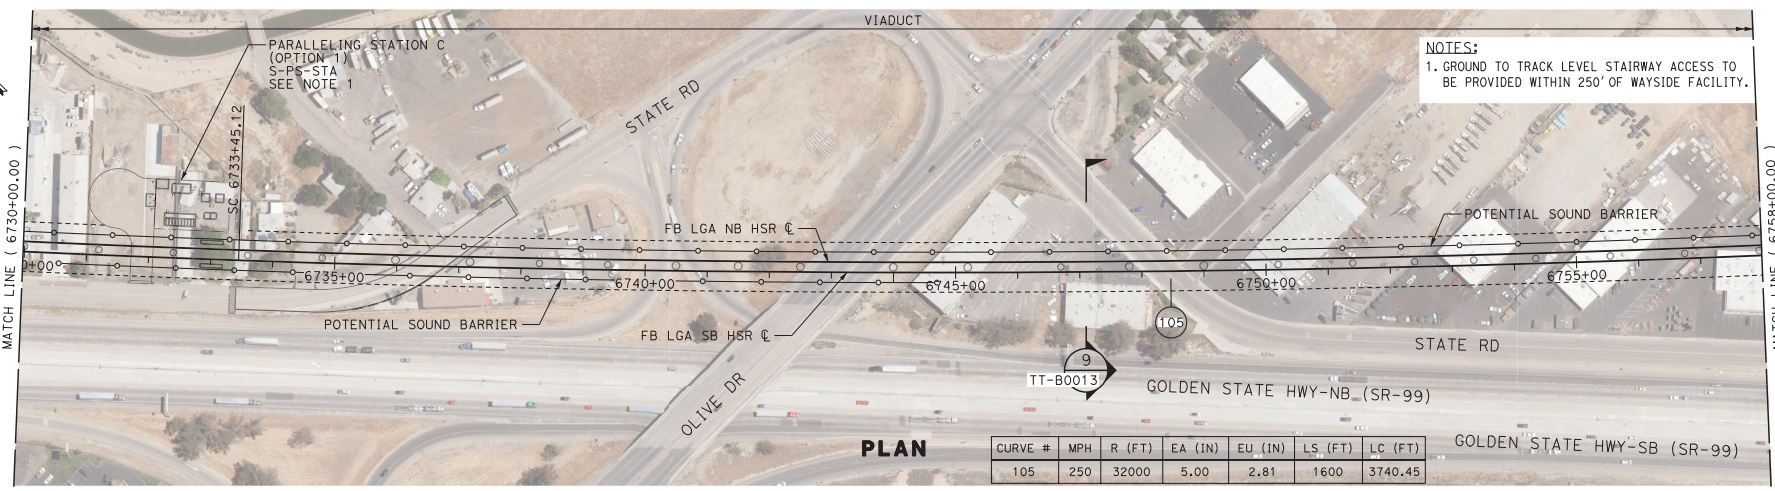 VIADUCT
PARALLELING STATION C
(OPTION 1)
S-PS-STA
SEE NOTE 1
NOTES:
1. GROUND TO TRACK LEVEL STAIRWAY ACCESS TO
BE PROVIDED WITHIN 250' OF WAYSIDE FACILITY.
STATE RD
SC 6733+45.12
MATCH LINE ( 6730+00.00 )
POTENTIAL SOUND BARRIER
FB LGA NB HSR ℄
6735+00
6740+00
6745+00
6750+00
6755+00
POTENTIAL SOUND BARRIER
FB LGA SB HSR ℄
105
STATE RD
9
TT-B0013
GOLDEN STATE HWY-NB (SR-99)
OLIVE DR
PLAN
GOLDEN STATE HWY-SB (SR-99)
CURVE # MPH R (FT) EA (IN) EU (IN) LS (FT) LC (FT)
105 250 32000 5.00 2.81 1600 3740.45